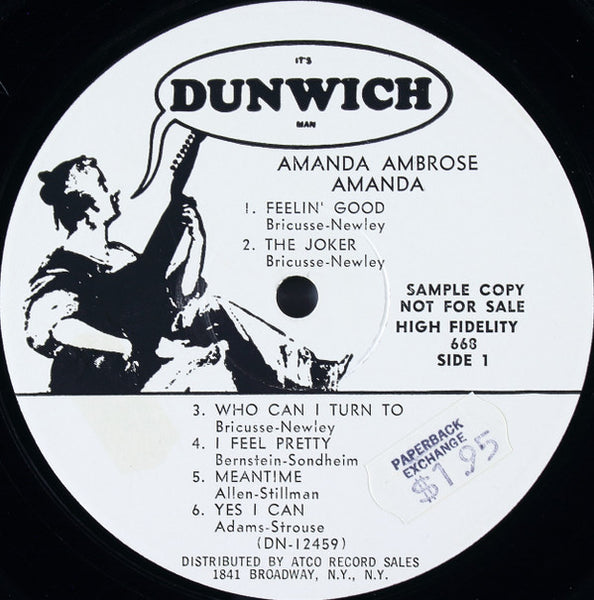 IT'S
DUNWICH
MAN
AMANDA AMBROSE
AMANDA
1. FEELIN' GOOD
Bricusse-Newley
2. THE JOKER
Bricusse-Newley
SAMPLE COPY
NOT FOR SALE
HIGH FIDELITY
668
SIDE 1
3. WHO CAN I TURN TO
Bricusse-Newley
4. I FEEL PRETTY
Bernstein-Sondheim
5. MEANTIME
Allen-Stillman
6. YES I CAN
Adams-Strouse
(DN-12459)
PAPERBACK
EXCHANGE
$1.95
DISTRIBUTED BY ATCO RECORD SALES
1841 BROADWAY, N.Y., N.Y.